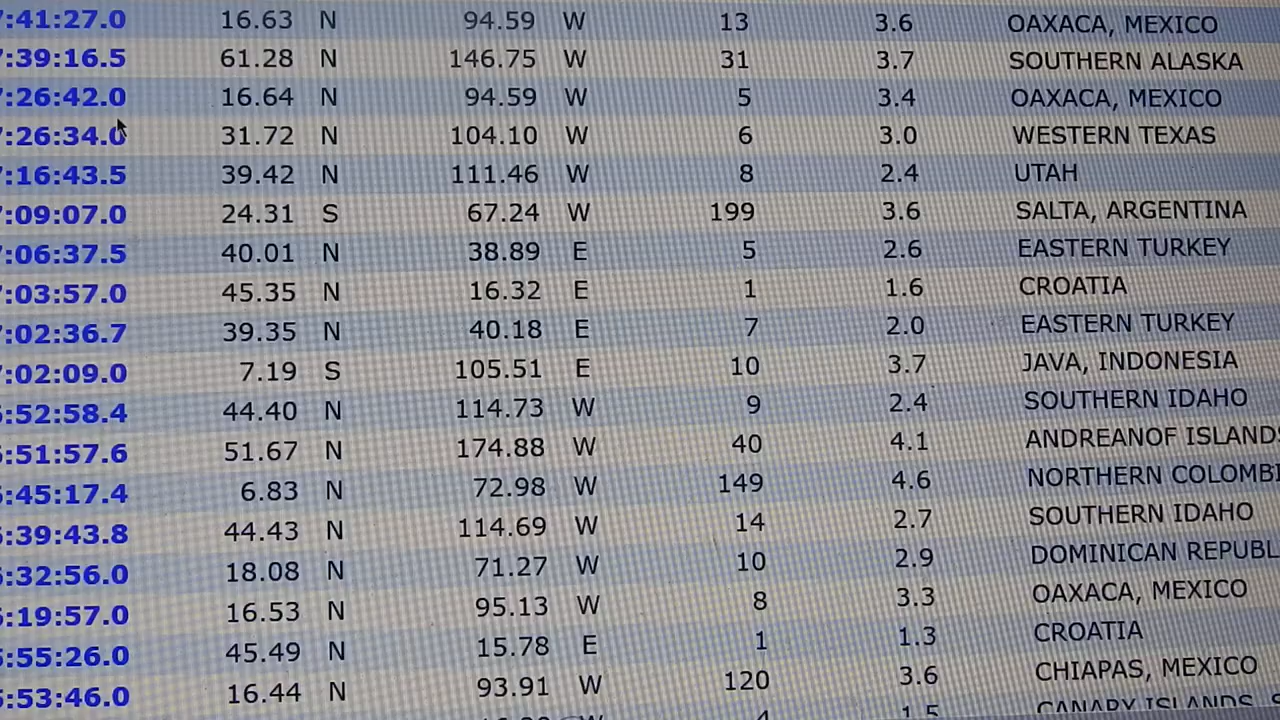 :41:27.0 16.63 N 94.59 W 13 3.6 OAXACA, MEXICO
:39:16.5 61.28 N 146.75 W 31 3.7 SOUTHERN ALASKA
:26:42.0 16.64 N 94.59 W 5 3.4 OAXACA, MEXICO
:26:34.0 31.72 N 104.10 W 6 3.0 WESTERN TEXAS
:16:43.5 39.42 N 111.46 W 8 2.4 UTAH
:09:07.0 24.31 S 67.24 W 199 3.6 SALTA, ARGENTINA
:06:37.5 40.01 N 38.89 E 5 2.6 EASTERN TURKEY
:03:57.0 45.35 N 16.32 E 1 1.6 CROATIA
:02:36.7 39.35 N 40.18 E 7 2.0 EASTERN TURKEY
:02:09.0 7.19 S 105.51 E 10 3.7 JAVA, INDONESIA
:52:58.4 44.40 N 114.73 W 9 2.4 SOUTHERN IDAHO
:51:57.6 51.67 N 174.88 W 40 4.1 ANDREANOF ISLANDS
:45:17.4 6.83 N 72.98 W 149 4.6 NORTHERN COLOMBI
:39:43.8 44.43 N 114.69 W 14 2.7 SOUTHERN IDAHO
:32:56.0 18.08 N 71.27 W 10 2.9 DOMINICAN REPUBL
:19:57.0 16.53 N 95.13 W 8 3.3 OAXACA, MEXICO
:55:26.0 45.49 N 15.78 E 1 1.3 CROATIA
:53:46.0 16.44 N 93.91 W 120 3.6 CHIAPAS, MEXICO
W 4 1.5 CANARY ISLANDS,